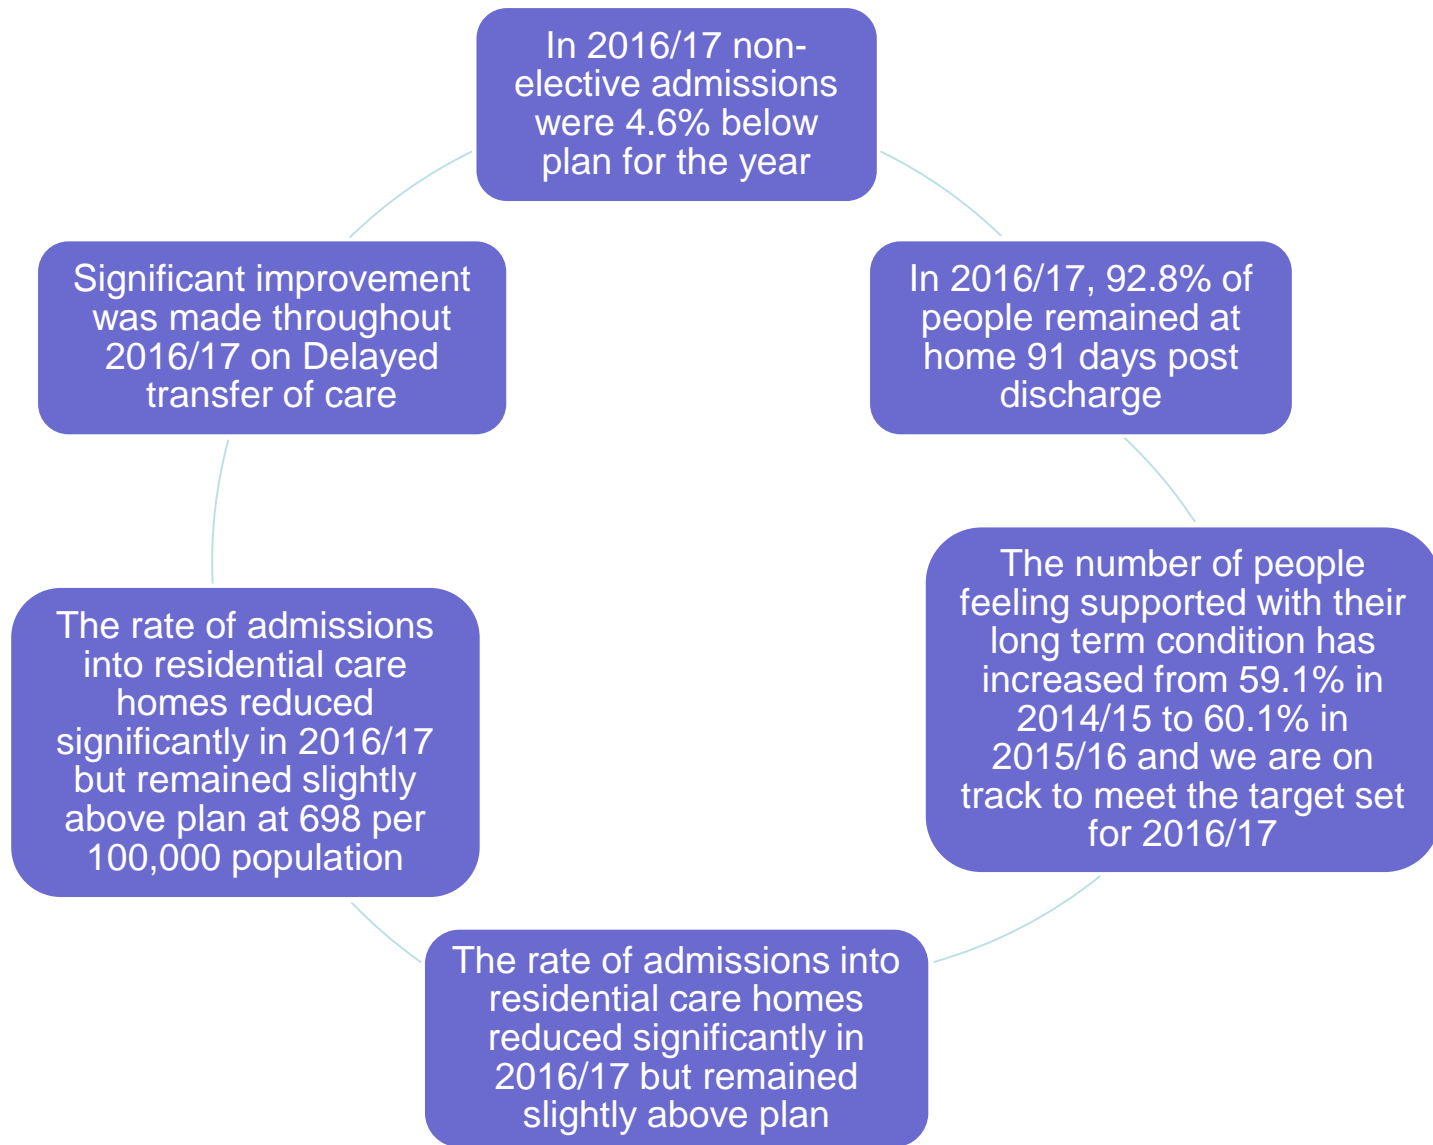 In 2016/17 non-
elective admissions
were 4.6% below
plan for the year
In 2016/17, 92.8% of
people remained at
home 91 days post
discharge
The number of people
feeling supported with their
long term condition has
increased from 59.1% in
2014/15 to 60.1% in
2015/16 and we are on
track to meet the target set
for 2016/17
The rate of admissions into
residential care homes
reduced significantly in
2016/17 but remained
slightly above plan
The rate of admissions
into residential care
homes reduced
significantly in 2016/17
but remained slightly
above plan at 698 per
100,000 population
Significant improvement
was made throughout
2016/17 on Delayed
transfer of care